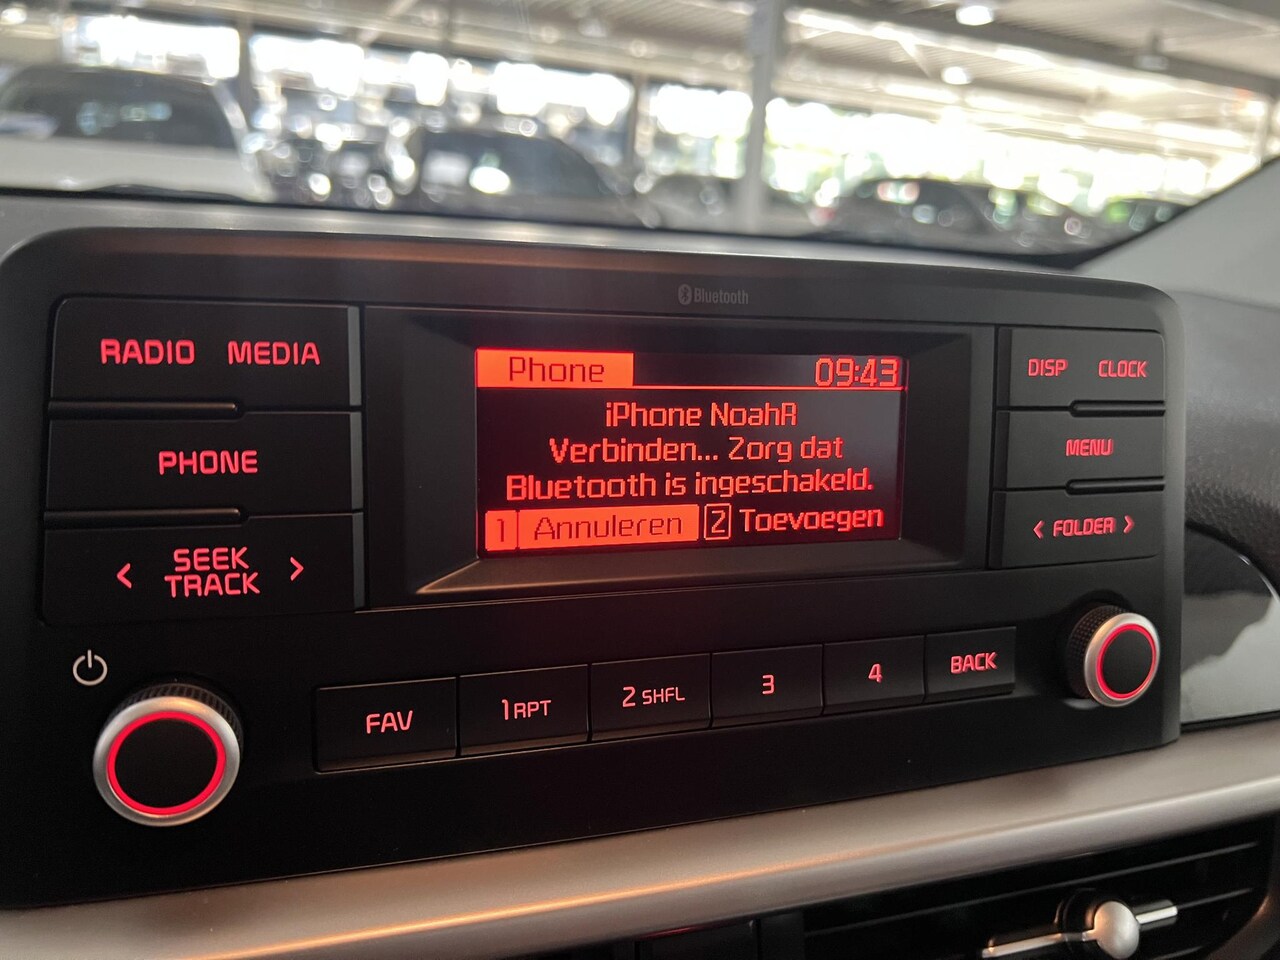 Bluetooth
RADIO MEDIA
PHONE
< SEEK TRACK >
Phone 09:43
iPhone NoahR
Verbinden... Zorg dat
Bluetooth is ingeschakeld.
1 Annuleren 2 Toevoegen
DISP CLOCK
MENU
< FOLDER >
FAV 1 RPT 2 SHFL 3 4 BACK